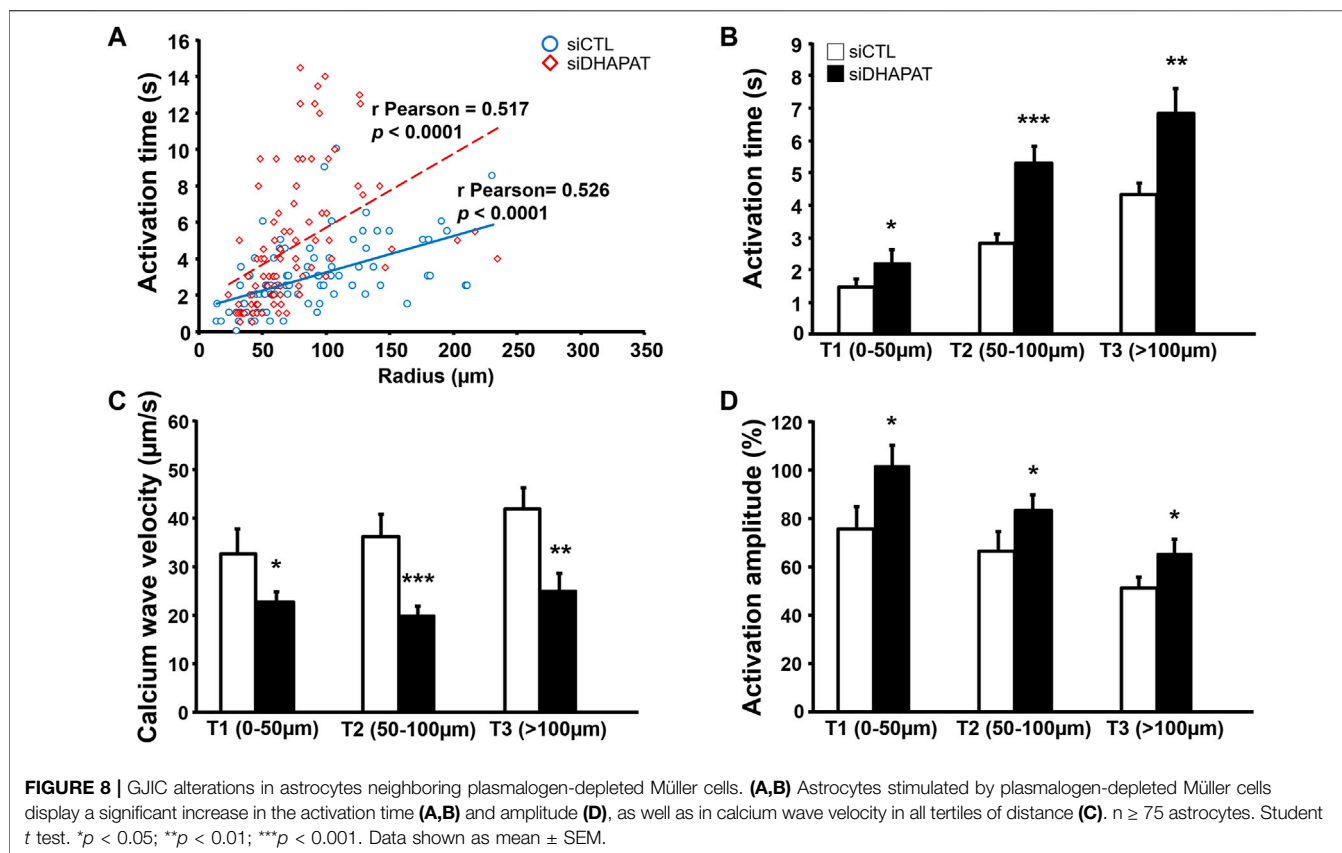 A
siCTL
siDHAPAT
r Pearson = 0.517
p < 0.0001
r Pearson= 0.526
p < 0.0001
Activation time (s)
16
14
12
10
8
6
4
2
0
0 50 100 150 200 250 300 350
Radius (µm)
B
siCTL
siDHAPAT
Activation time (s)
9
8
7
6
5
4
3
2
1
0
* *** **
T1 (0-50µm) T2 (50-100µm) T3 (>100µm)
C
Calcium wave velocity (µm/s)
60
50
40
30
20
10
0
* *** **
T1 (0-50µm) T2 (50-100µm) T3 (>100µm)
D
Activation amplitude (%)
120
100
80
60
40
20
0
* * *
T1 (0-50µm) T2 (50-100µm) T3 (>100µm)
FIGURE 8 | GJIC alterations in astrocytes neighboring plasmalogen-depleted Müller cells. (A,B) Astrocytes stimulated by plasmalogen-depleted Müller cells
display a significant increase in the activation time (A,B) and amplitude (D), as well as in calcium wave velocity in all tertiles of distance (C). n ≥ 75 astrocytes. Student
t test. *p < 0.05; **p < 0.01; ***p < 0.001. Data shown as mean ± SEM.